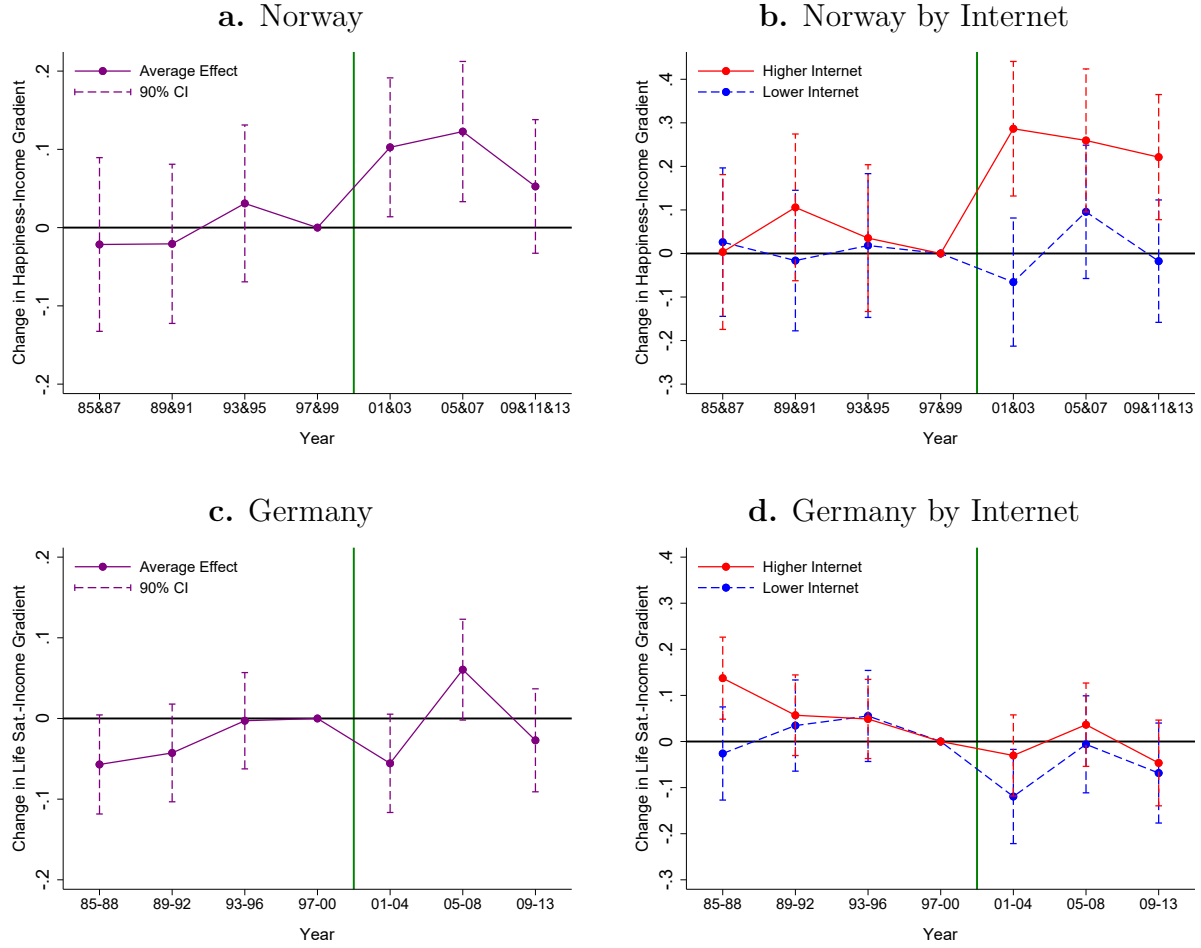 a. Norway
Average Effect
90% CI
Change in Happiness-Income Gradient
.2
.1
0
-.1
-.2
85&87 89&91 93&95 97&99 01&03 05&07 09&11&13
Year
b. Norway by Internet
Higher Internet
Lower Internet
Change in Happiness-Income Gradient
.4
.3
.2
.1
0
-.1
-.2
-.3
85&87 89&91 93&95 97&99 01&03 05&07 09&11&13
Year
c. Germany
Average Effect
90% CI
Change in Life Sat.-Income Gradient
.2
.1
0
-.1
-.2
85-88 89-92 93-96 97-00 01-04 05-08 09-13
Year
d. Germany by Internet
Higher Internet
Lower Internet
Change in Life Sat.-Income Gradient
.4
.3
.2
.1
0
-.1
-.2
-.3
85-88 89-92 93-96 97-00 01-04 05-08 09-13
Year